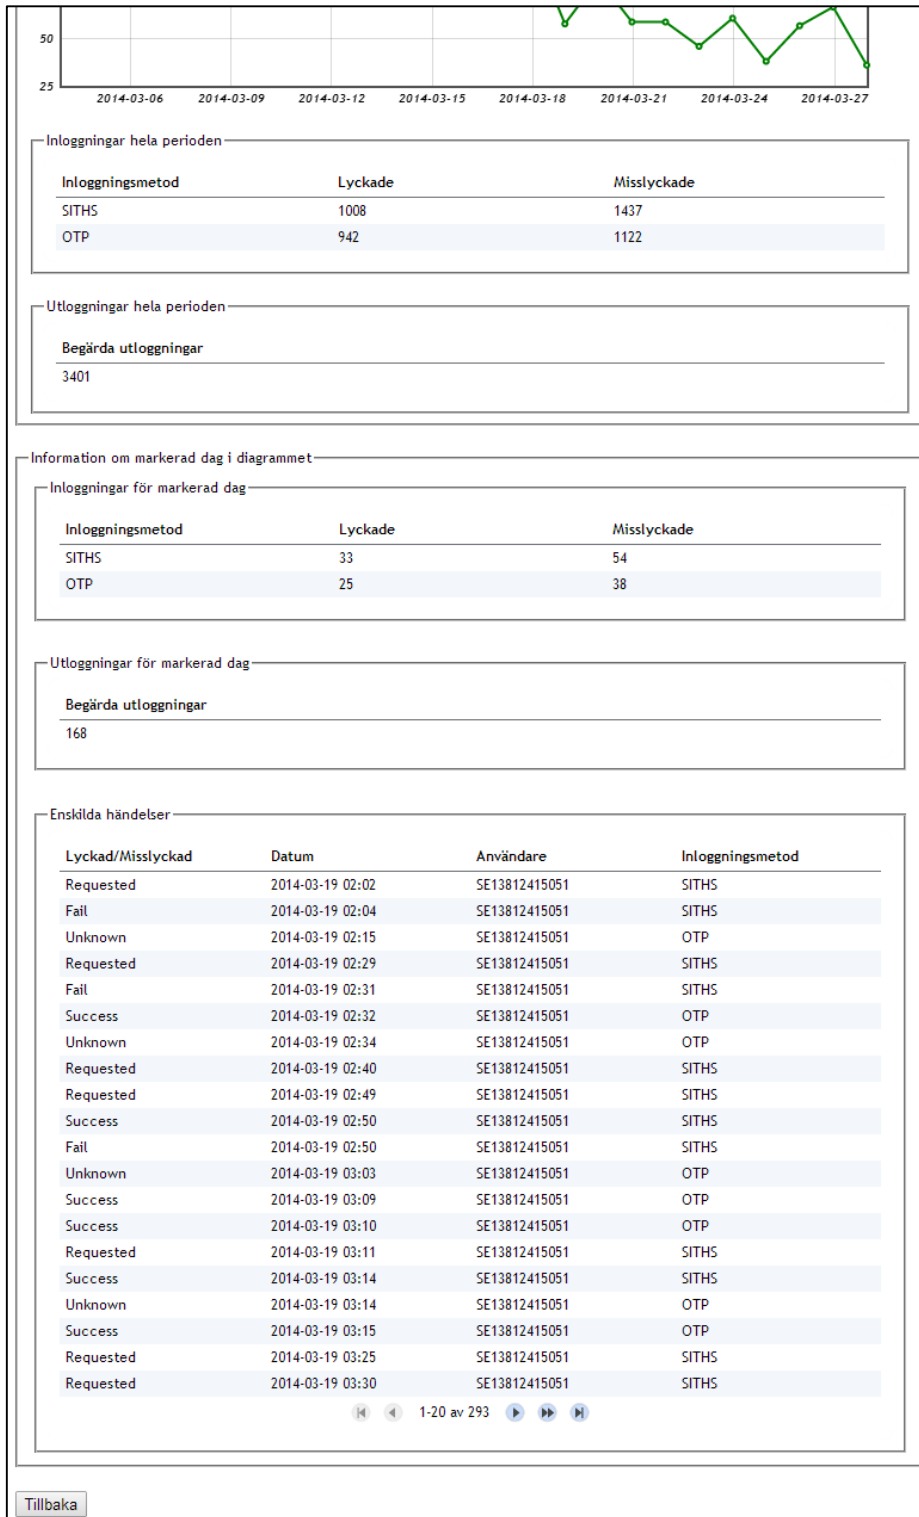 50
25
2014-03-06 2014-03-09 2014-03-12 2014-03-15 2014-03-18 2014-03-21 2014-03-24 2014-03-27
Inloggningar hela perioden
Inloggningsmetod Lyckade Misslyckade
SITHS 1008 1437
OTP 942 1122
Utloggningar hela perioden
Begärda utloggningar
3401
Information om markerad dag i diagrammet
Inloggningar för markerad dag
Inloggningsmetod Lyckade Misslyckade
SITHS 33 54
OTP 25 38
Utloggningar för markerad dag
Begärda utloggningar
168
Enskilda händelser
Lyckad/Misslyckad Datum Användare Inloggningsmetod
Requested 2014-03-19 02:02 SE13812415051 SITHS
Fail 2014-03-19 02:04 SE13812415051 SITHS
Unknown 2014-03-19 02:15 SE13812415051 OTP
Requested 2014-03-19 02:29 SE13812415051 SITHS
Fail 2014-03-19 02:31 SE13812415051 SITHS
Success 2014-03-19 02:32 SE13812415051 OTP
Unknown 2014-03-19 02:34 SE13812415051 OTP
Requested 2014-03-19 02:40 SE13812415051 SITHS
Requested 2014-03-19 02:49 SE13812415051 SITHS
Success 2014-03-19 02:50 SE13812415051 SITHS
Fail 2014-03-19 02:50 SE13812415051 SITHS
Unknown 2014-03-19 03:03 SE13812415051 OTP
Success 2014-03-19 03:09 SE13812415051 OTP
Success 2014-03-19 03:10 SE13812415051 OTP
Requested 2014-03-19 03:11 SE13812415051 SITHS
Success 2014-03-19 03:14 SE13812415051 SITHS
Unknown 2014-03-19 03:14 SE13812415051 OTP
Success 2014-03-19 03:15 SE13812415051 OTP
Requested 2014-03-19 03:25 SE13812415051 SITHS
Requested 2014-03-19 03:30 SE13812415051 SITHS
1-20 av 293
Tillbaka